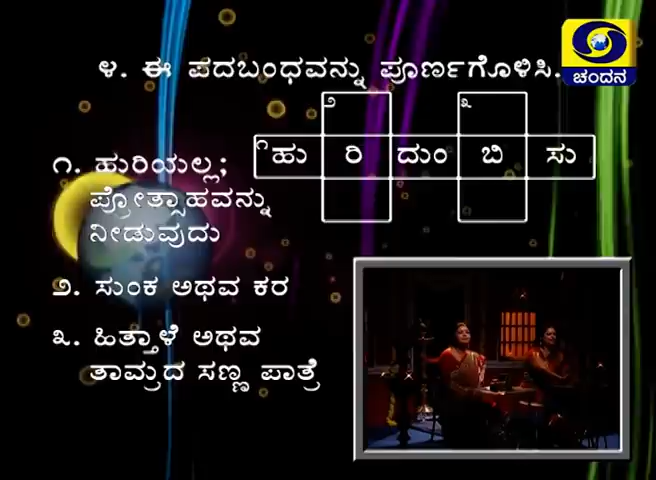 ೪. ಈ ಪದಬಂಧವನ್ನು ಪೂರ್ಣಗೊಳಿಸಿ.
ಚಂದನ
೨ ೩
೧ ಹು ರಿ ದುಂ ಬಿ ಸು
೧. ಹುರಿಯಲ್ಲ;
ಪ್ರೋತ್ಸಾಹವನ್ನು
ನೀಡುವುದು
೨. ಸುಂಕ ಅಥವ ಕರ
೩. ಹಿತ್ತಾಳೆ ಅಥವ
ತಾಮ್ರದ ಸಣ್ಣ ಪಾತ್ರೆ